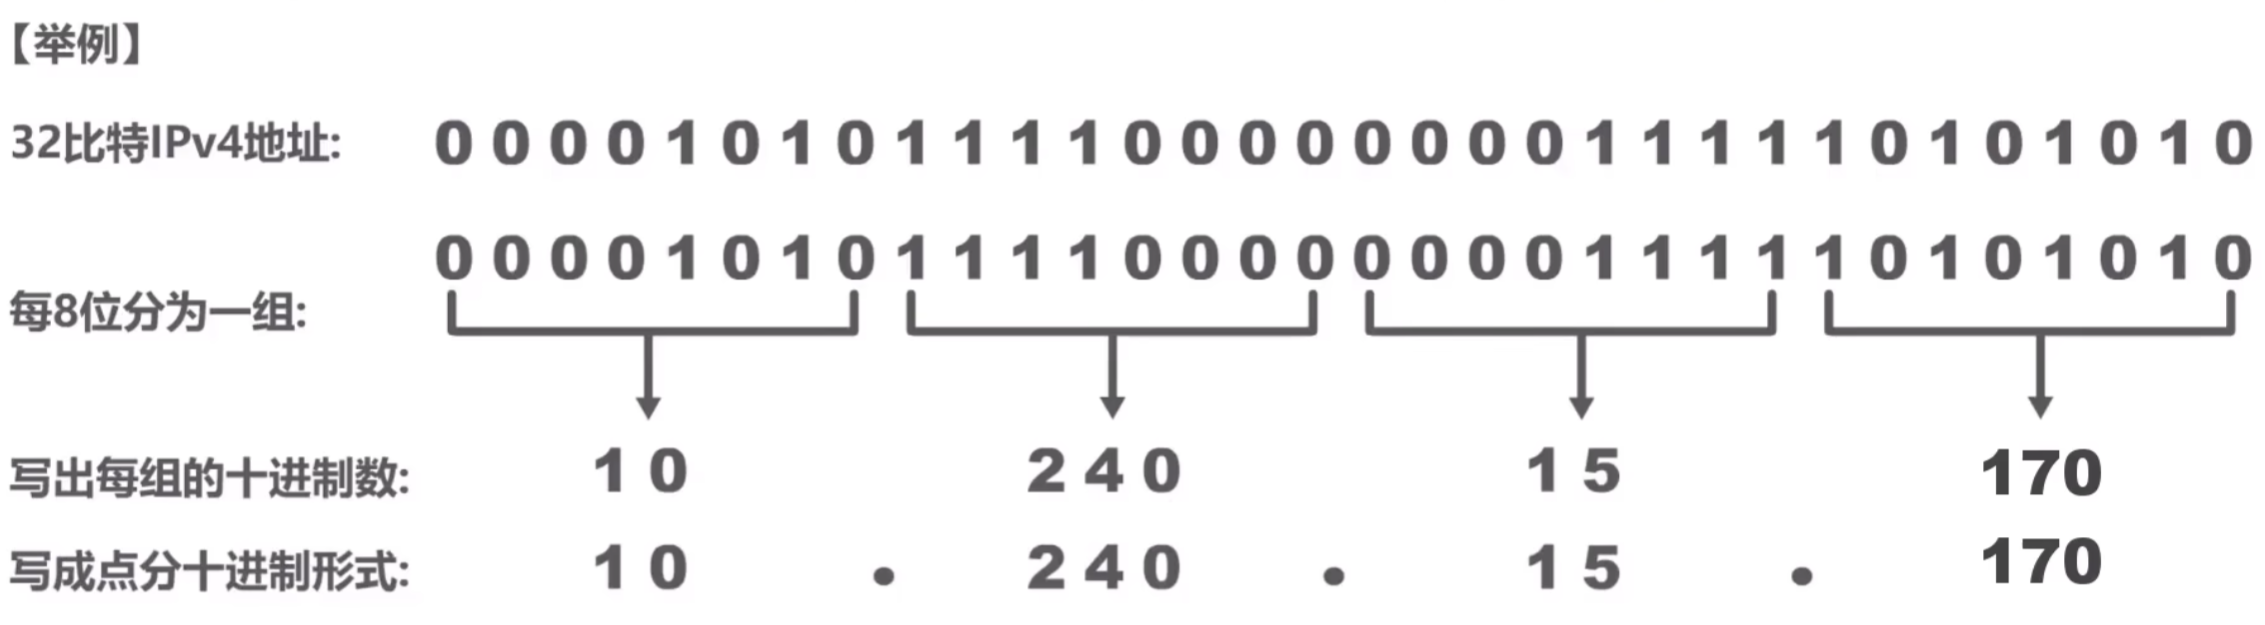 【举例】
32比特IPv4地址: 0 0 0 0 1 0 1 0 1 1 1 1 0 0 0 0 0 0 0 0 1 1 1 1 1 0 1 0 1 0 1 0
0 0 0 0 1 0 1 0 1 1 1 1 0 0 0 0 0 0 0 0 1 1 1 1 1 0 1 0 1 0 1 0
每8位分为一组:
写出每组的十进制数: 1 0 2 4 0 1 5 170
写成点分十进制形式: 1 0 . 2 4 0 . 1 5 . 170